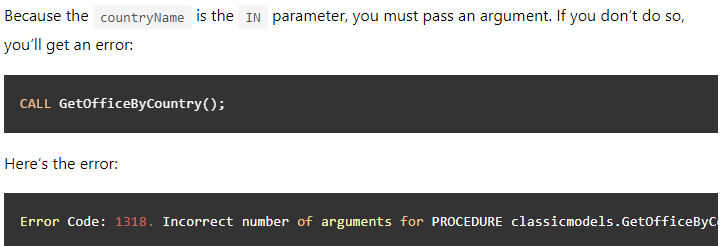 Because the countryName is the IN parameter, you must pass an argument. If you don’t do so,
you’ll get an error:
CALL GetOfficeByCountry();
Here’s the error:
Error Code: 1318. Incorrect number of arguments for PROCEDURE classicmodels.GetOfficeByC